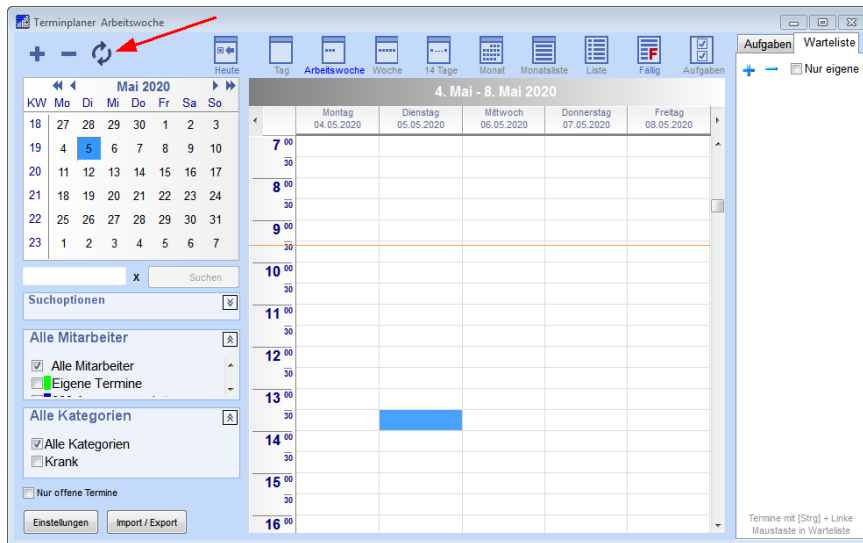 Terminplaner Arbeitswoche
Heute
Tag Arbeitswoche Woche 14 Tage Monat Monatsliste Liste Fällig Aufgaben
Aufgaben Warteliste
Nur eigene
Mai 2020
KW Mo Di Mi Do Fr Sa So
18 27 28 29 30 1 2 3
19 4 5 6 7 8 9 10
20 11 12 13 14 15 16 17
21 18 19 20 21 22 23 24
22 25 26 27 28 29 30 31
23 1 2 3 4 5 6 7
x Suchen
Suchoptionen
Alle Mitarbeiter
Alle Mitarbeiter
Eigene Termine
Alle Kategorien
Alle Kategorien
Krank
Nur offene Termine
Einstellungen Import / Export
4. Mai - 8. Mai 2020
Montag Dienstag Mittwoch Donnerstag Freitag
04.05.2020 05.05.2020 06.05.2020 07.05.2020 08.05.2020
7 00
30
8 00
30
9 00
30
10 00
30
11 00
30
12 00
30
13 00
30
14 00
30
15 00
30
16 00
Termine mit [Strg] + Linke
Maustaste in Warteliste